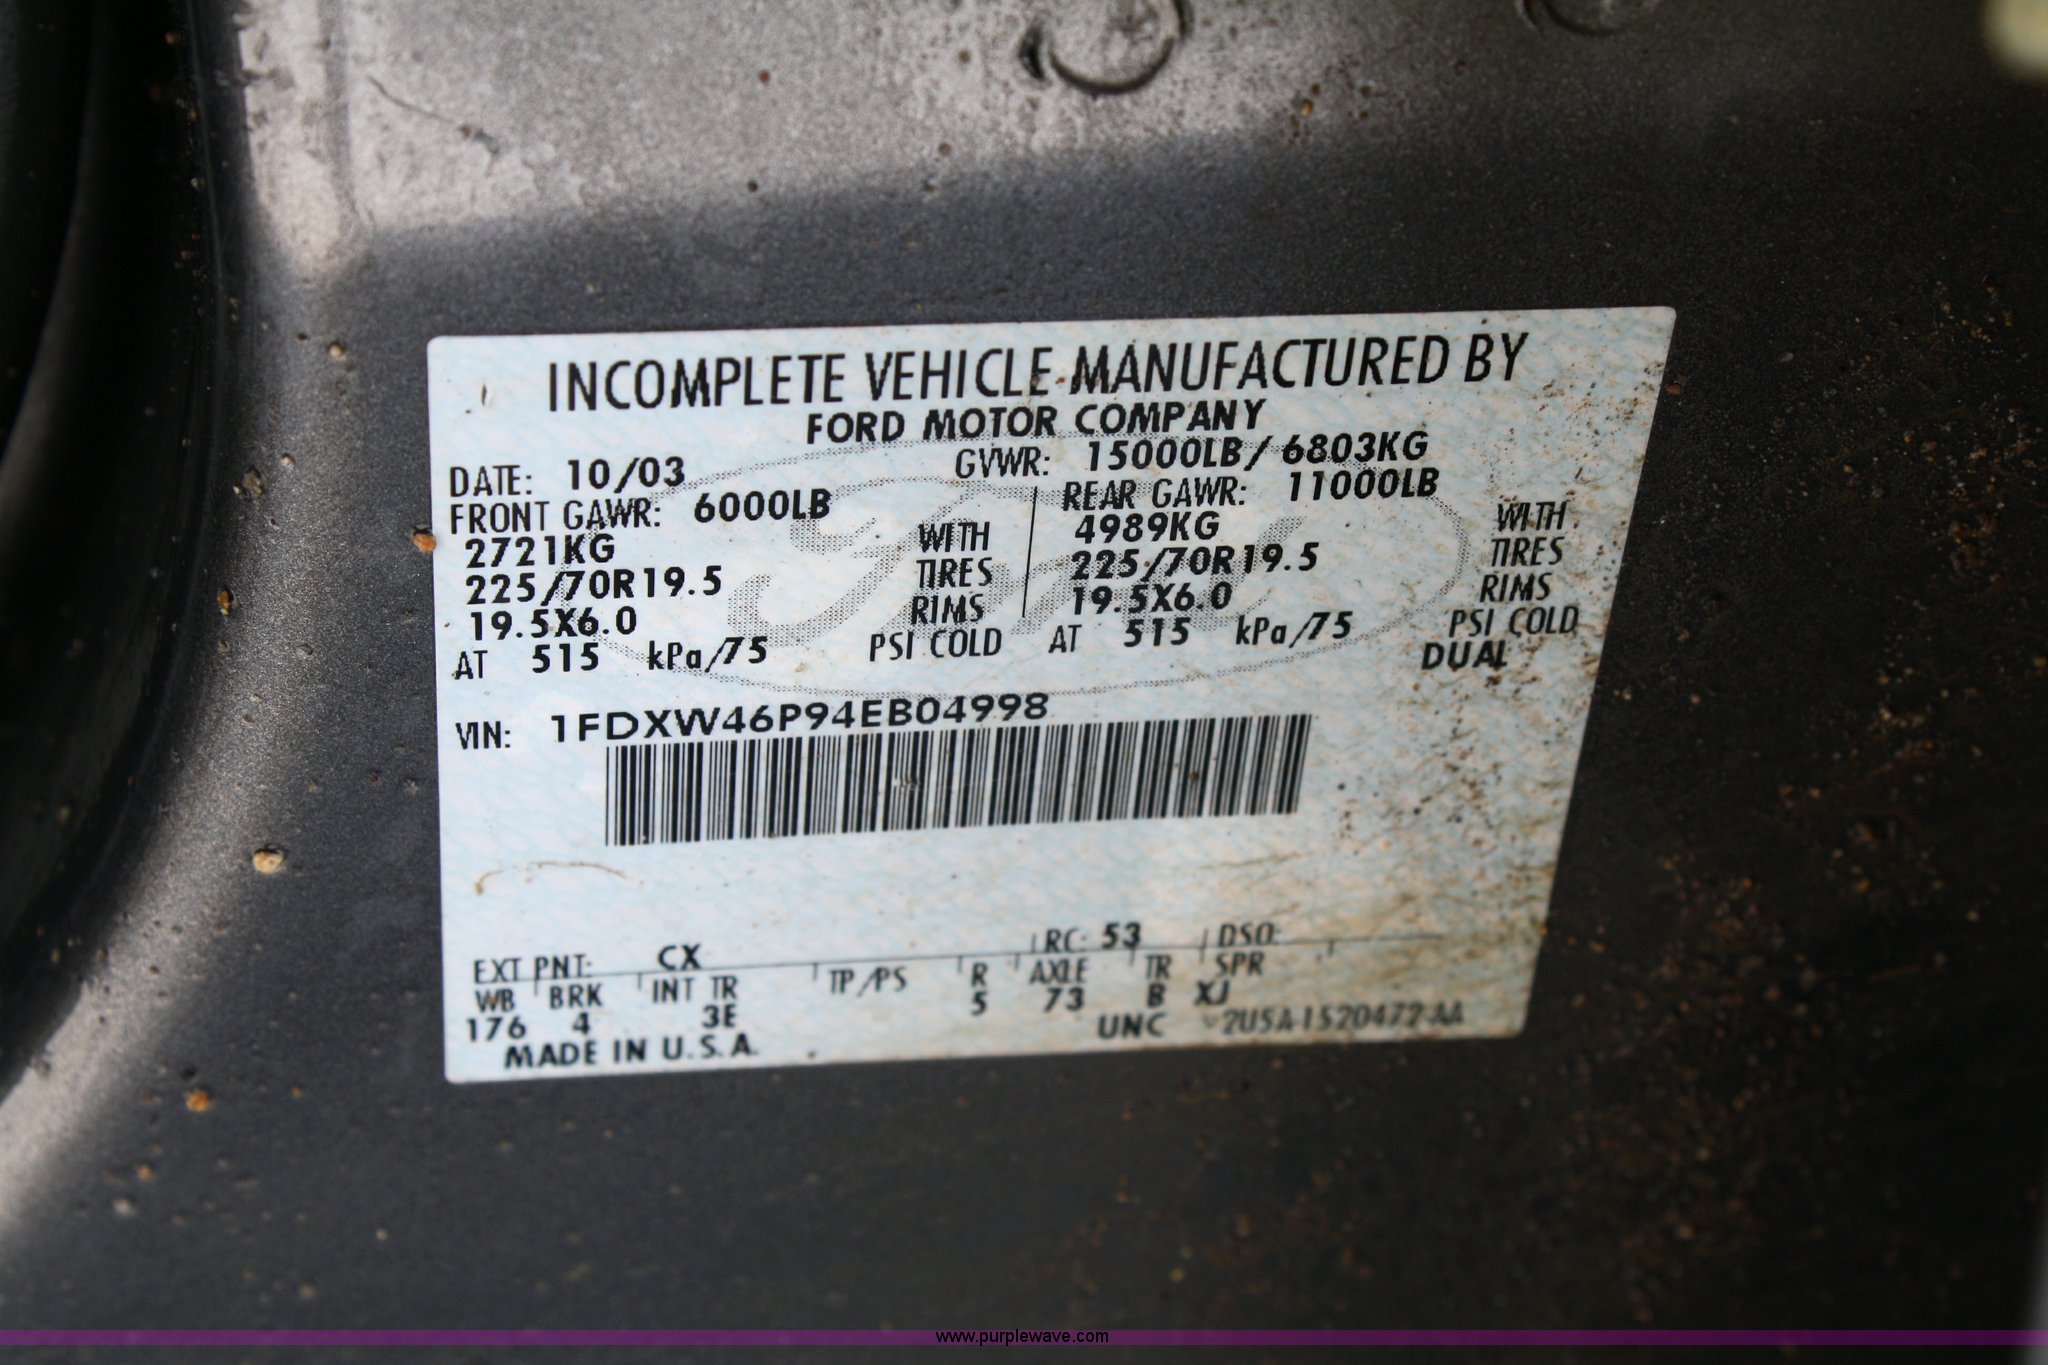 INCOMPLETE VEHICLE MANUFACTURED BY
FORD MOTOR COMPANY
DATE: 10/03 GVWR: 15000LB/ 6803KG
FRONT GAWR: 6000LB REAR GAWR: 11000LB
2721KG WITH 4989KG WITH
225/70R19.5 TIRES 225/70R19.5 TIRES
19.5X6.0 RIMS 19.5X6.0 RIMS
AT 515 kPa/75 PSI COLD AT 515 kPa/75 PSI COLD
DUAL
VIN: 1FDXW46P94EB04998
EXT PNT: CX RC: 53 DSO:
WB BRK INT TR TP/PS R AXLE TR SPR
176 4 3E 5 73 B XJ
MADE IN U.S.A. UNC 2U5A1520472 AA
www.purplewave.com